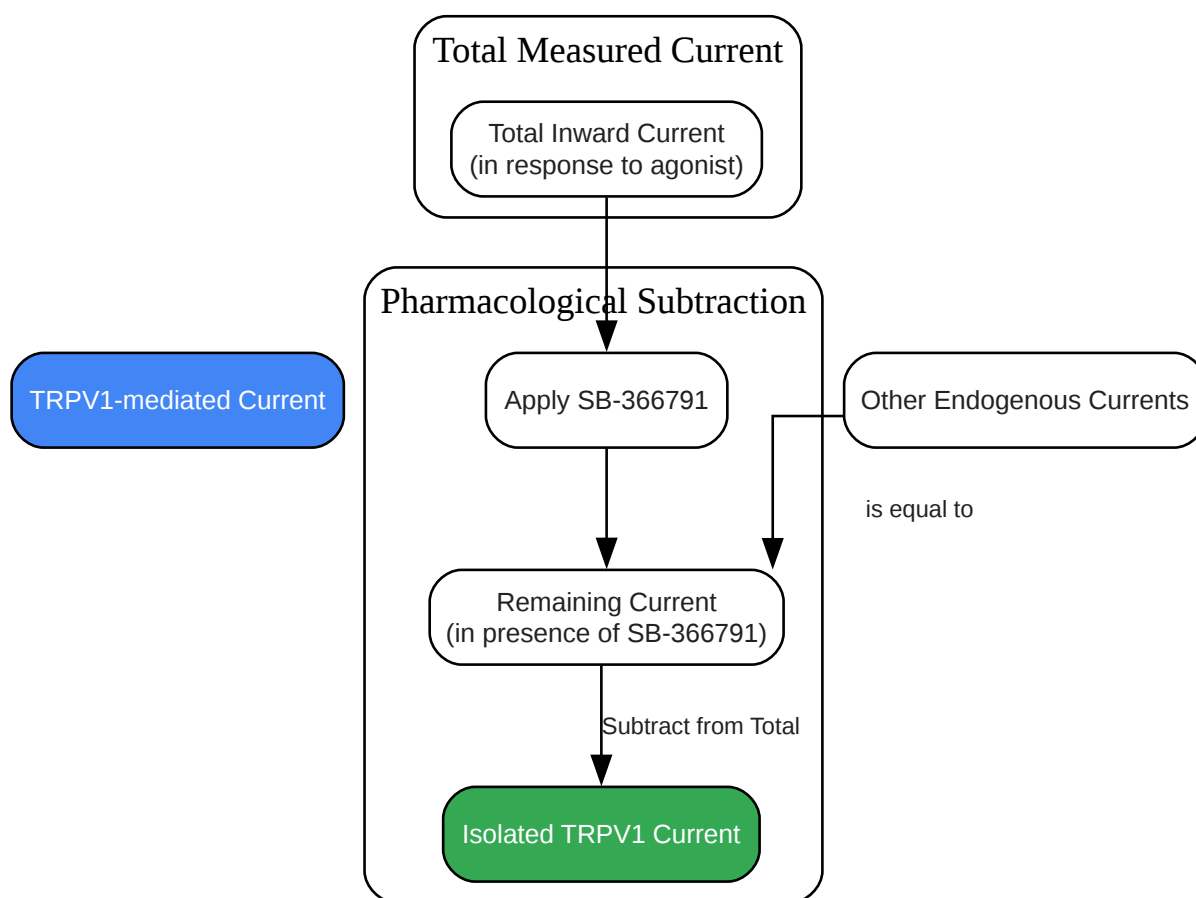 Total Measured Current
Total Inward Current
(in response to agonist)
Pharmacological Subtraction
TRPV1-mediated Current
Apply SB-366791
Other Endogenous Currents
is equal to
Remaining Current
(in presence of SB-366791)
Subtract from Total
Isolated TRPV1 Current